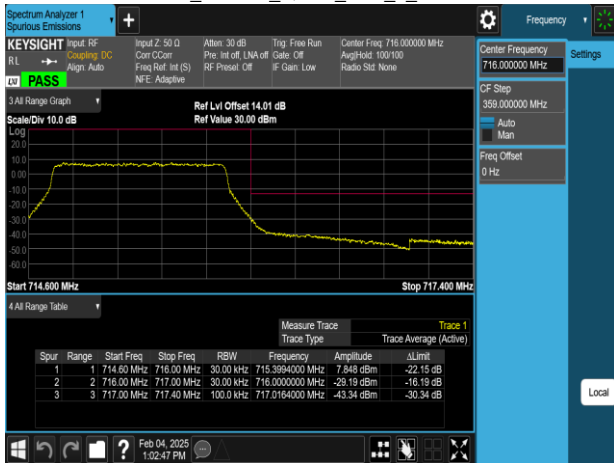 Spectrum Analyzer 1
Spurious Emissions
Frequency
KEYSIGHT
RL
LXI
PASS
Input: RF
Coupling: DC
Align: Auto
Input Z: 50 Ω
Corr CCorr
Freq Ref: Int (S)
NFE: Adaptive
Atten: 30 dB
Pre: Int off, LNA off
RF Preset: Off
Trig: Free Run
Gate: Off
IF Gain: Low
Center Freq: 716.000000 MHz
Avg|Hold: 100/100
Radio Std: None
Center Frequency
716.000000 MHz
Settings
CF Step
359.000000 MHz
Auto
Man
Freq Offset
0 Hz
3 All Range Graph
Scale/Div 10.0 dB
Ref Lvl Offset 14.01 dB
Ref Value 30.00 dBm
Log
20.0
10.0
0.00
-10.0
-20.0
-30.0
-40.0
-50.0
-60.0
Start 714.600 MHz
Stop 717.400 MHz
4 All Range Table
Measure Trace Trace 1
Trace Type Trace Average (Active)
Spur Range Start Freq Stop Freq RBW Frequency Amplitude ΔLimit
1 1 714.60 MHz 716.00 MHz 30.00 kHz 715.3994000 MHz 7.848 dBm -22.15 dB
2 2 716.00 MHz 717.00 MHz 30.00 kHz 716.0000000 MHz -29.19 dBm -16.19 dB
3 3 717.00 MHz 717.40 MHz 100.0 kHz 717.0164000 MHz -43.34 dBm -30.34 dB
Local
Feb 04, 2025
1:02:47 PM